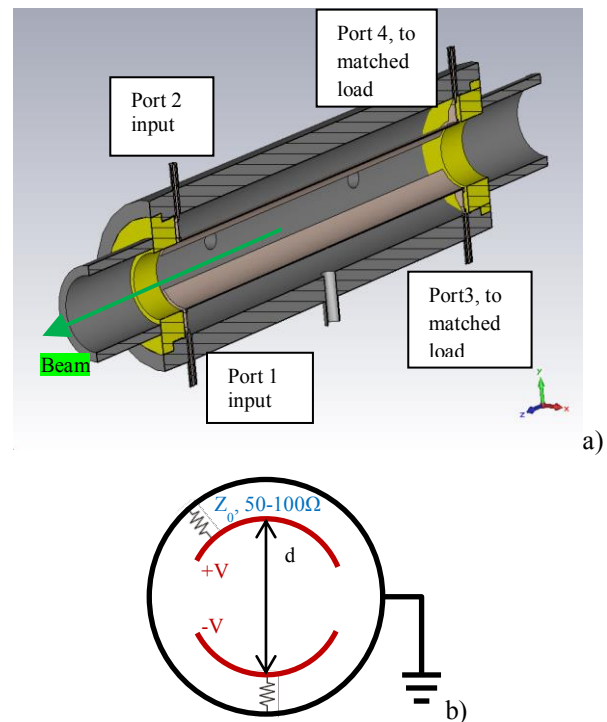 Port 4, to
matched
load
Port 2
input
Beam
Port 1
input
Port3, to
matched
load
y
z
x
a)
Z0, 50-100Ω
+V
d
-V
b)